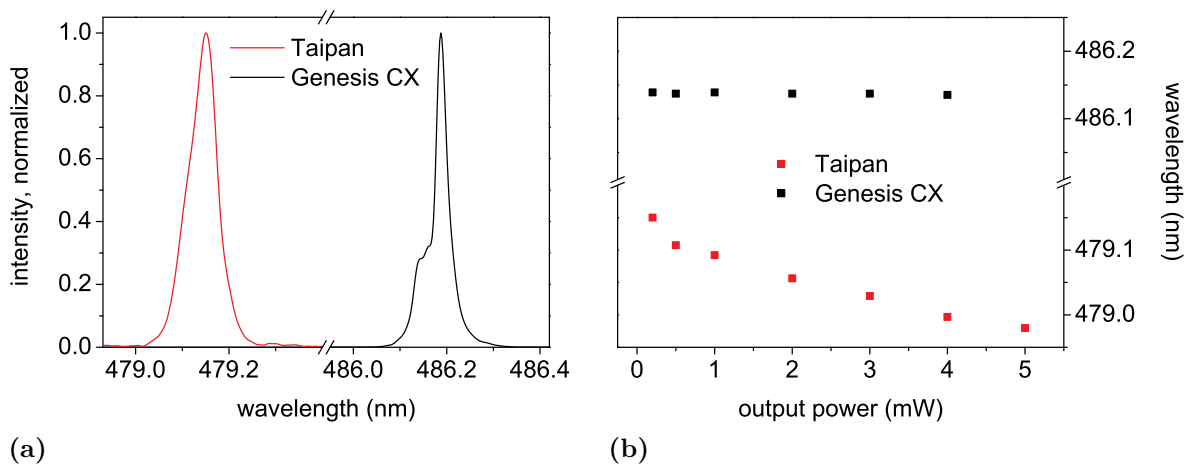 1.0
0.8
0.6
0.4
0.2
0.0
intensity, normalized
Taipan
Genesis CX
479.0 479.2 486.0 486.2 486.4
wavelength (nm)
(a)
486.2
486.1
479.1
479.0
wavelength (nm)
Taipan
Genesis CX
0 1 2 3 4 5
output power (mW)
(b)